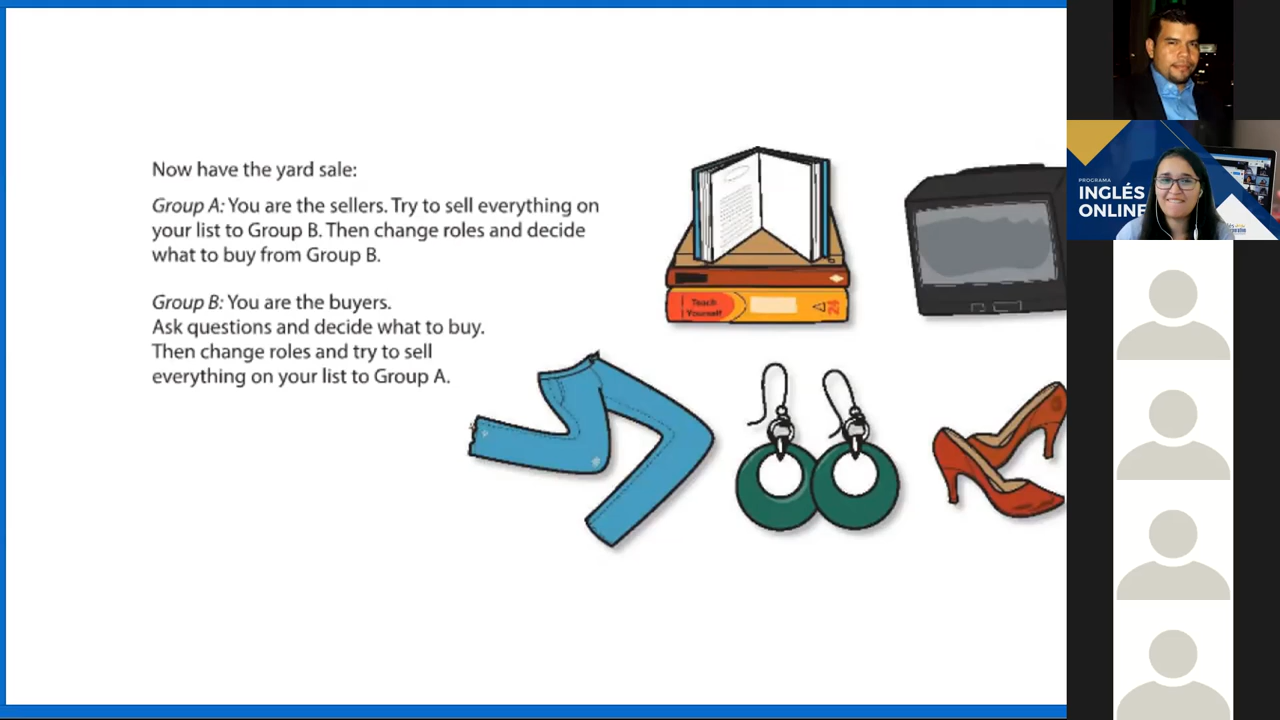 Now have the yard sale:
Group A: You are the sellers. Try to sell everything on
your list to Group B. Then change roles and decide
what to buy from Group B.
Group B: You are the buyers.
Ask questions and decide what to buy.
Then change roles and try to sell
everything on your list to Group A.
Teach
Yourself
24
PROGRAMA
INGLÉS
ONLINE